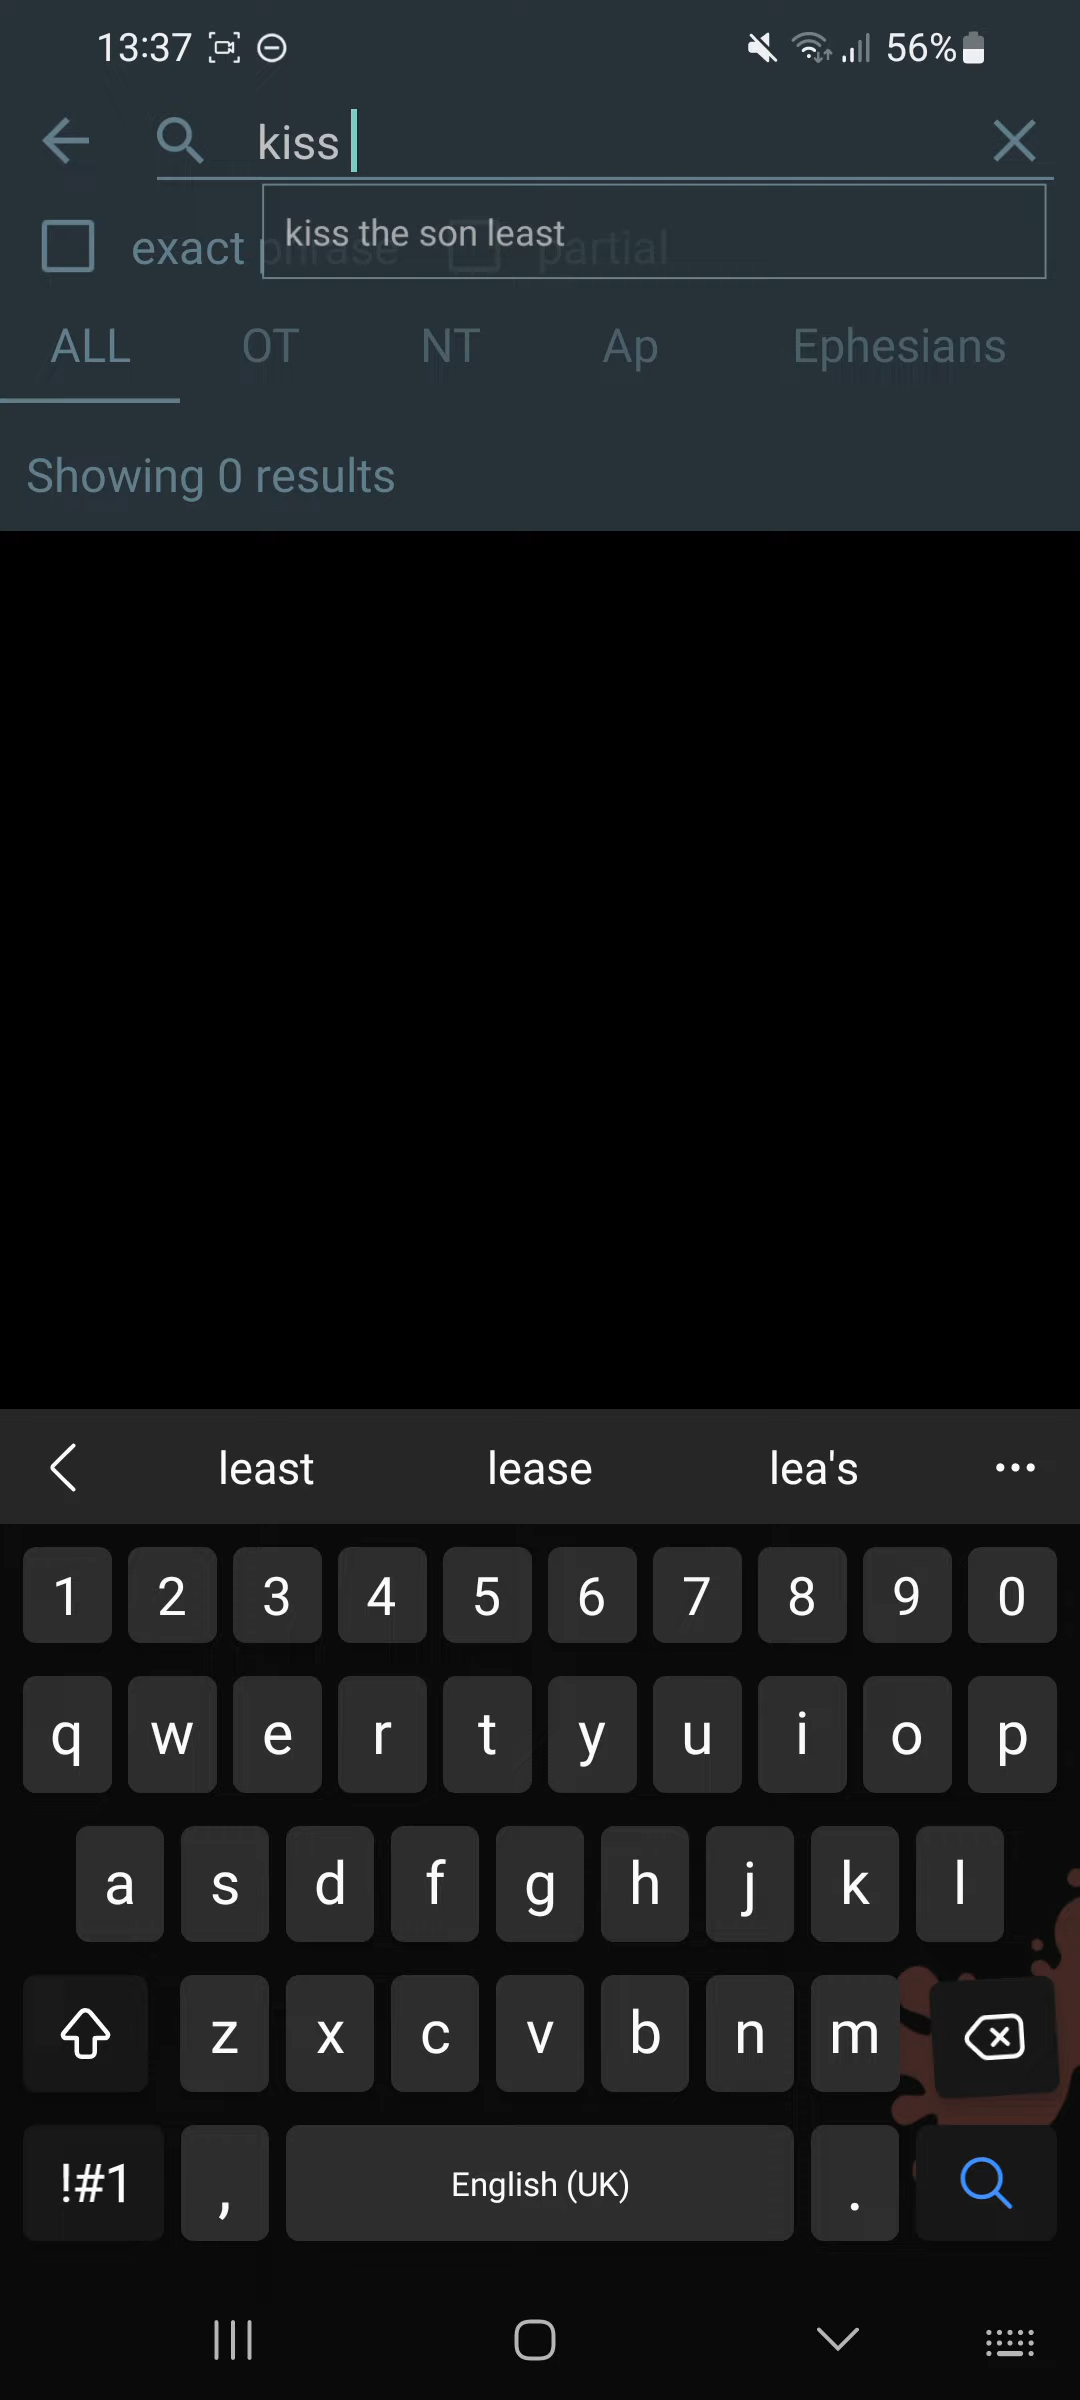 13:37 56%
kiss
kiss the son least
exact phrase partial
ALL OT NT Ap Ephesians
Showing 0 results
least lease lea's
1 2 3 4 5 6 7 8 9 0
q w e r t y u i o p
a s d f g h j k l
z x c v b n m
!#1 , English (UK) .